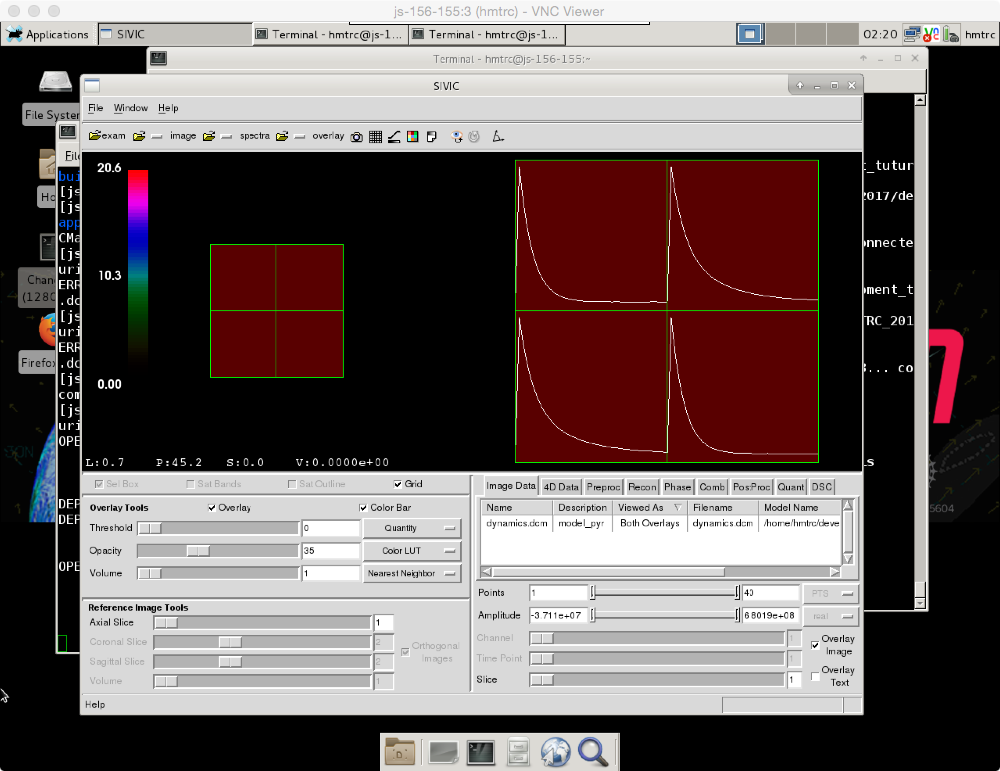 js-156-155:3 (hmtrc) - VNC Viewer
Applications
SIVIC
Terminal - hmtrc@js-1...
Terminal - hmtrc@js-1...
02:20
hmtrc
Terminal - hmtrc@js-156-155:~
File System
SIVIC
File Window Help
exam
image
spectra
overlay
20.6
10.3
0.00
L:0.7 P:45.2 S:0.0 V:0.0000e+00
Sel Box
Sat Bands
Sat Outline
Grid
Overlay Tools
Overlay
Color Bar
Threshold
0
Quantity
Opacity
35
Color LUT
Volume
1
Nearest Neighbor
Reference Image Tools
Axial Slice
1
Coronal Slice
2
Sagittal Slice
2
Orthogonal
Images
Volume
1
Image Data
4D Data
Preproc
Recon
Phase
Comb
PostProc
Quant
DSC
Name
Description
Viewed As
Filename
Model Name
dynamics.dcm
model_pyr
Both Overlays
dynamics.dcm
/home/hmtrc/deve
Points
1
40
PTS
Amplitude
-3.711e+07
6.8019e+08
real
Channel
1
Time Point
1
Slice
1
Overlay
Image
Overlay
Text
Help
Firefox
bui
[js
[js
app
CMa
[js
uri
ERR
.dc
[js
uri
ERR
.dc
[js
com
[js
uri
OPE
DEP
DEP
OPE
t_tutur
2017/de
onnecte
oment_t
TRC_201
3... co
ls
5604
7